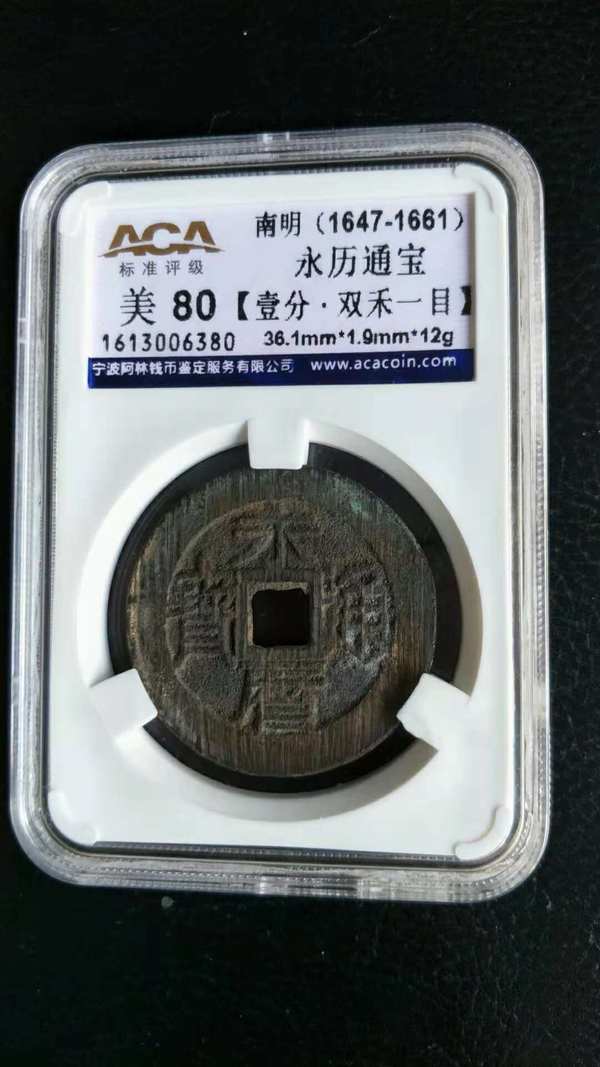 ACA
标准评级
南明（1647-1661）
永历通宝
美 80【壹分·双禾一目】
1613006380 36.1mm*1.9mm*12g
宁波阿林钱币鉴定服务有限公司 www.acacoin.com
永
曆
通
寶